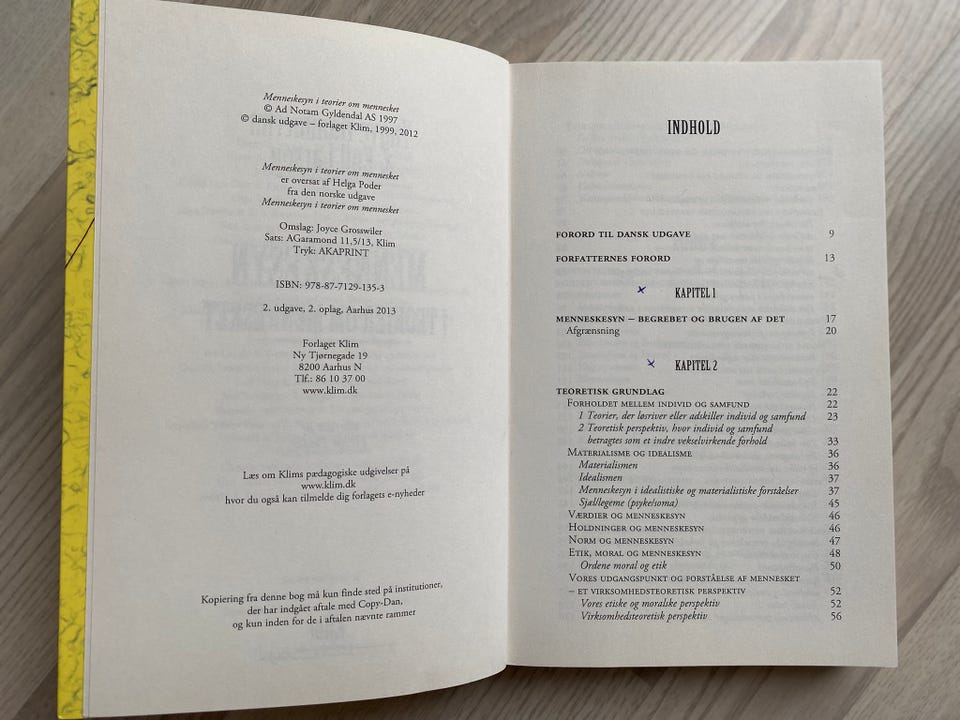 Menneskesyn i teorier om mennesket
© Ad Notam Gyldendal AS 1997
© dansk udgave – forlaget Klim, 1999, 2012
Menneskesyn i teorier om mennesket
er oversat af Helga Poder
fra den norske udgave
Menneskesyn i teorier om mennesket
Omslag: Joyce Grosswiler
Sats: AGaramond 11,5/13, Klim
Tryk: AKAPRINT
ISBN: 978-87-7129-135-3
2. udgave, 2. oplag, Aarhus 2013
Forlaget Klim
Ny Tjørnegade 19
8200 Aarhus N
Tlf.: 86 10 37 00
www.klim.dk
Læs om Klims pædagogiske udgivelser på
www.klim.dk
hvor du også kan tilmelde dig forlagets e-nyheder
Kopiering fra denne bog må kun finde sted på institutioner,
der har indgået aftale med Copy-Dan,
og kun inden for de i aftalen nævnte rammer
INDHOLD
FORORD TIL DANSK UDGAVE 9
FORFATTERNES FORORD 13
KAPITEL 1
MENNESKESYN – BEGREBET OG BRUGEN AF DET 17
Afgrænsning 20
KAPITEL 2
TEORETISK GRUNDLAG 22
FORHOLDET MELLEM INDIVID OG SAMFUND 22
1 Teorier, der løsriver eller adskiller individ og samfund 23
2 Teoretisk perspektiv, hvor individ og samfund
betragtes som et indre vekselvirkende forhold 33
MATERIALISME OG IDEALISME 36
Materialismen 36
Idealismen 37
Menneskesyn i idealistiske og materialistiske forståelser 37
Sjæl/legeme (psyke/soma) 45
VÆRDIER OG MENNESKESYN 46
HOLDNINGER OG MENNESKESYN 46
NORM OG MENNESKESYN 47
ETIK, MORAL OG MENNESKESYN 48
Ordene moral og etik 50
VORES UDGANGSPUNKT OG FORSTÅELSE AF MENNESKET
– ET VIRKSOMHEDSTEORETISK PERSPEKTIV 52
Vores etiske og moralske perspektiv 52
Virksomhedsteoretisk perspektiv 56